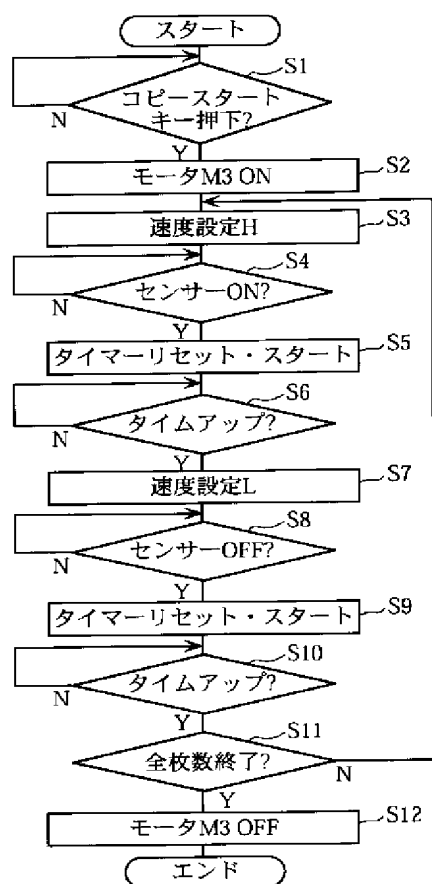 スタート
S1
コピースタート
キー押下?
N
Y
S2
モータM3 ON
S3
速度設定H
S4
センサーON?
N
Y
S5
タイマーリセット・スタート
S6
タイムアップ?
N
Y
S7
速度設定L
S8
センサーOFF?
N
Y
S9
タイマーリセット・スタート
S10
タイムアップ?
N
Y
S11
全枚数終了?
N
Y
S12
モータM3 OFF
エンド